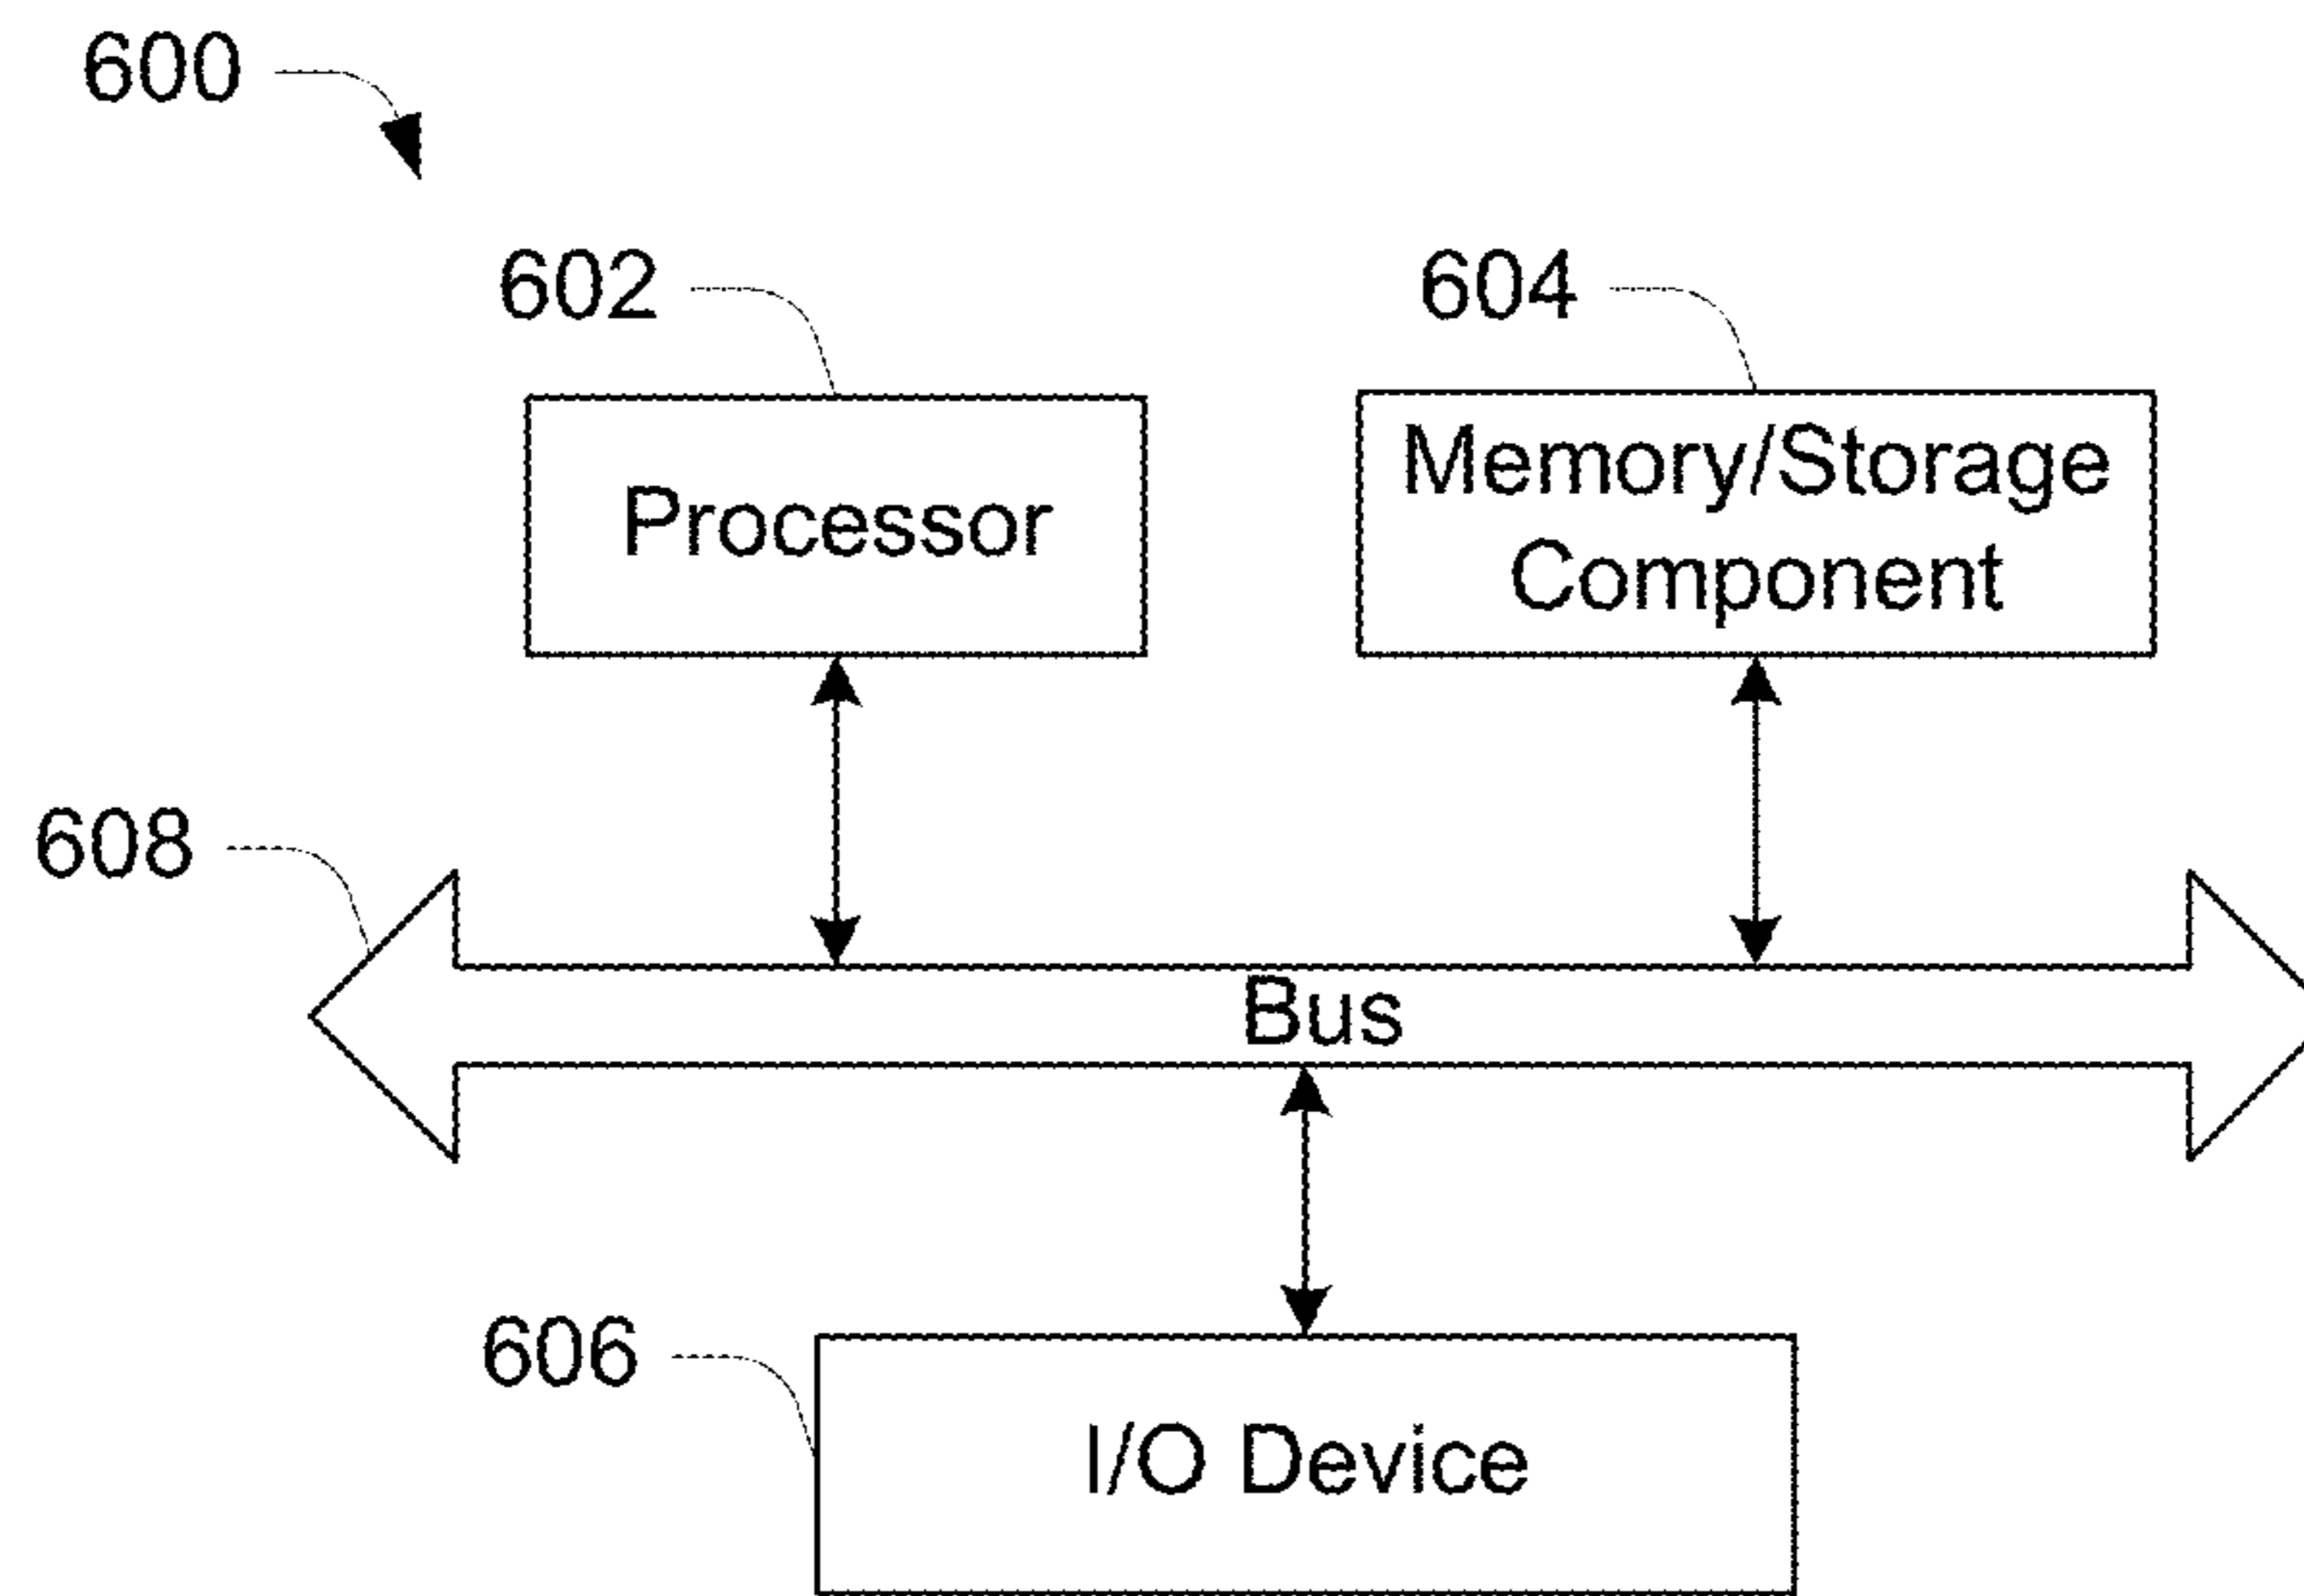 600
602
604
Processor
Memory/Storage
Component
608
Bus
606
I/O Device